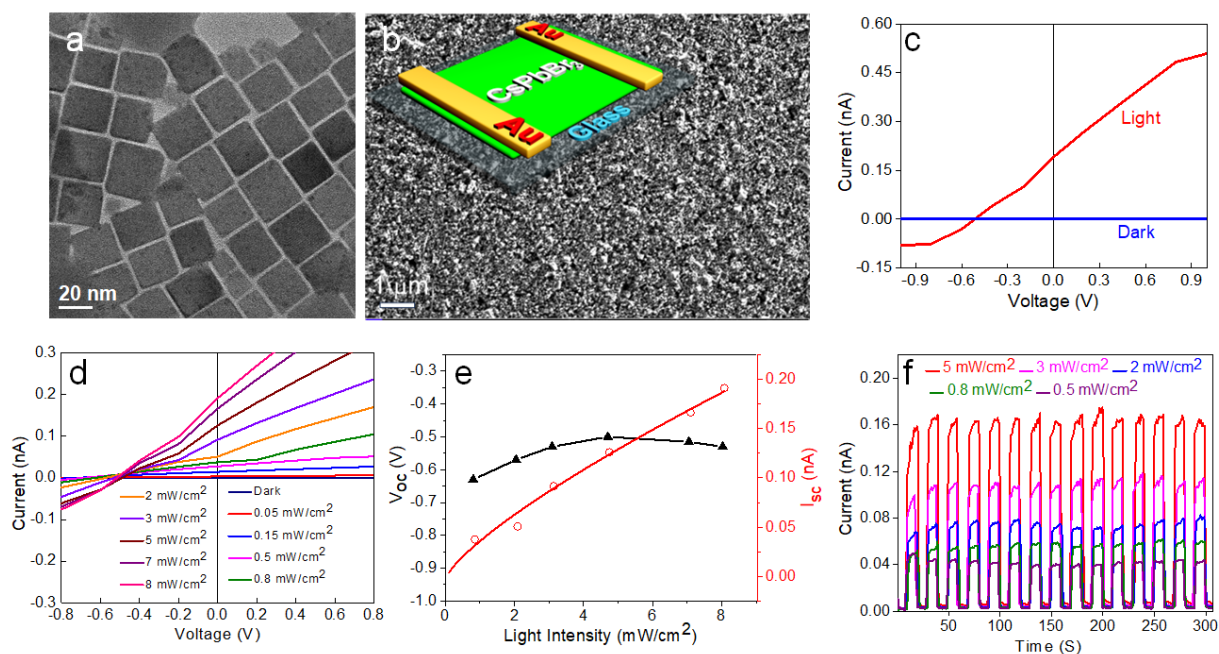 a
20 nm
b
Au
CsPbBr3
Au
Glass
1 μm
c
0.60
0.45
0.30
0.15
0.00
-0.15
Current (nA)
Light
Dark
-0.9 -0.6 -0.3 0.0 0.3 0.6 0.9
Voltage (V)
d
0.3
0.2
0.1
0.0
-0.1
-0.2
-0.3
Current (nA)
2 mW/cm²
3 mW/cm²
5 mW/cm²
7 mW/cm²
8 mW/cm²
Dark
0.05 mW/cm²
0.15 mW/cm²
0.5 mW/cm²
0.8 mW/cm²
-0.8 -0.6 -0.4 -0.2 0.0 0.2 0.4 0.6 0.8
Voltage (V)
e
-0.3
-0.4
-0.5
-0.6
-0.7
-0.8
-0.9
-1.0
Voc (V)
0.20
0.15
0.10
0.05
0.00
Isc (nA)
0 2 4 6 8
Light Intensity (mW/cm²)
f
5 mW/cm² 3 mW/cm² 2 mW/cm²
0.8 mW/cm² 0.5 mW/cm²
0.20
0.16
0.12
0.08
0.04
0.00
Current (nA)
50 100 150 200 250 300
Time (S)